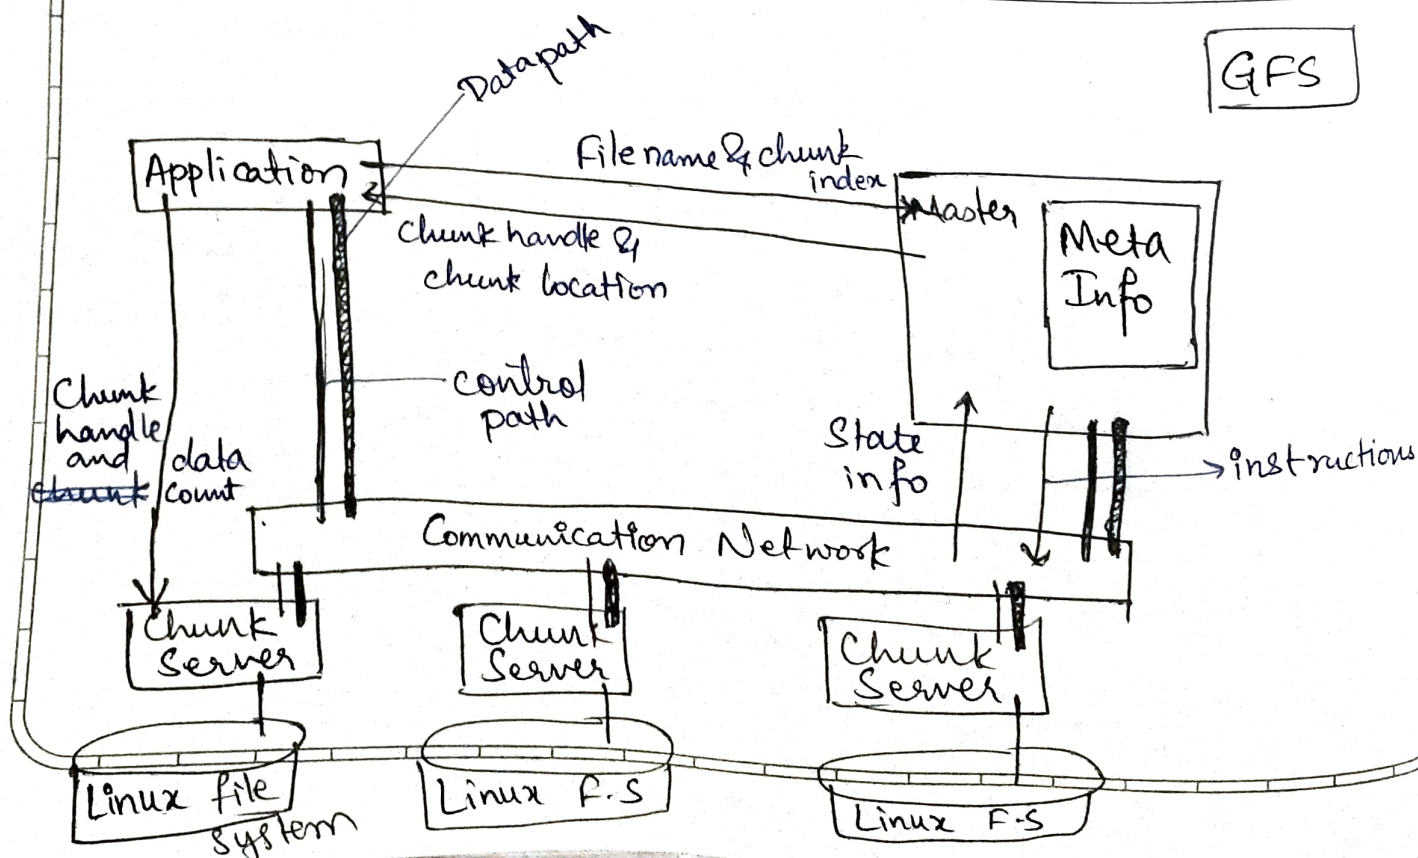 GFS
Datapath
Application
File name & chunk
index
Chunk handle &
chunk location
Master
Meta
Info
control
path
Chunk
handle
and
data
count
State
info
instructions
Communication Network
Chunk
Server
Chunk
Server
Chunk
Server
Linux file
system
Linux F.S
Linux F.S